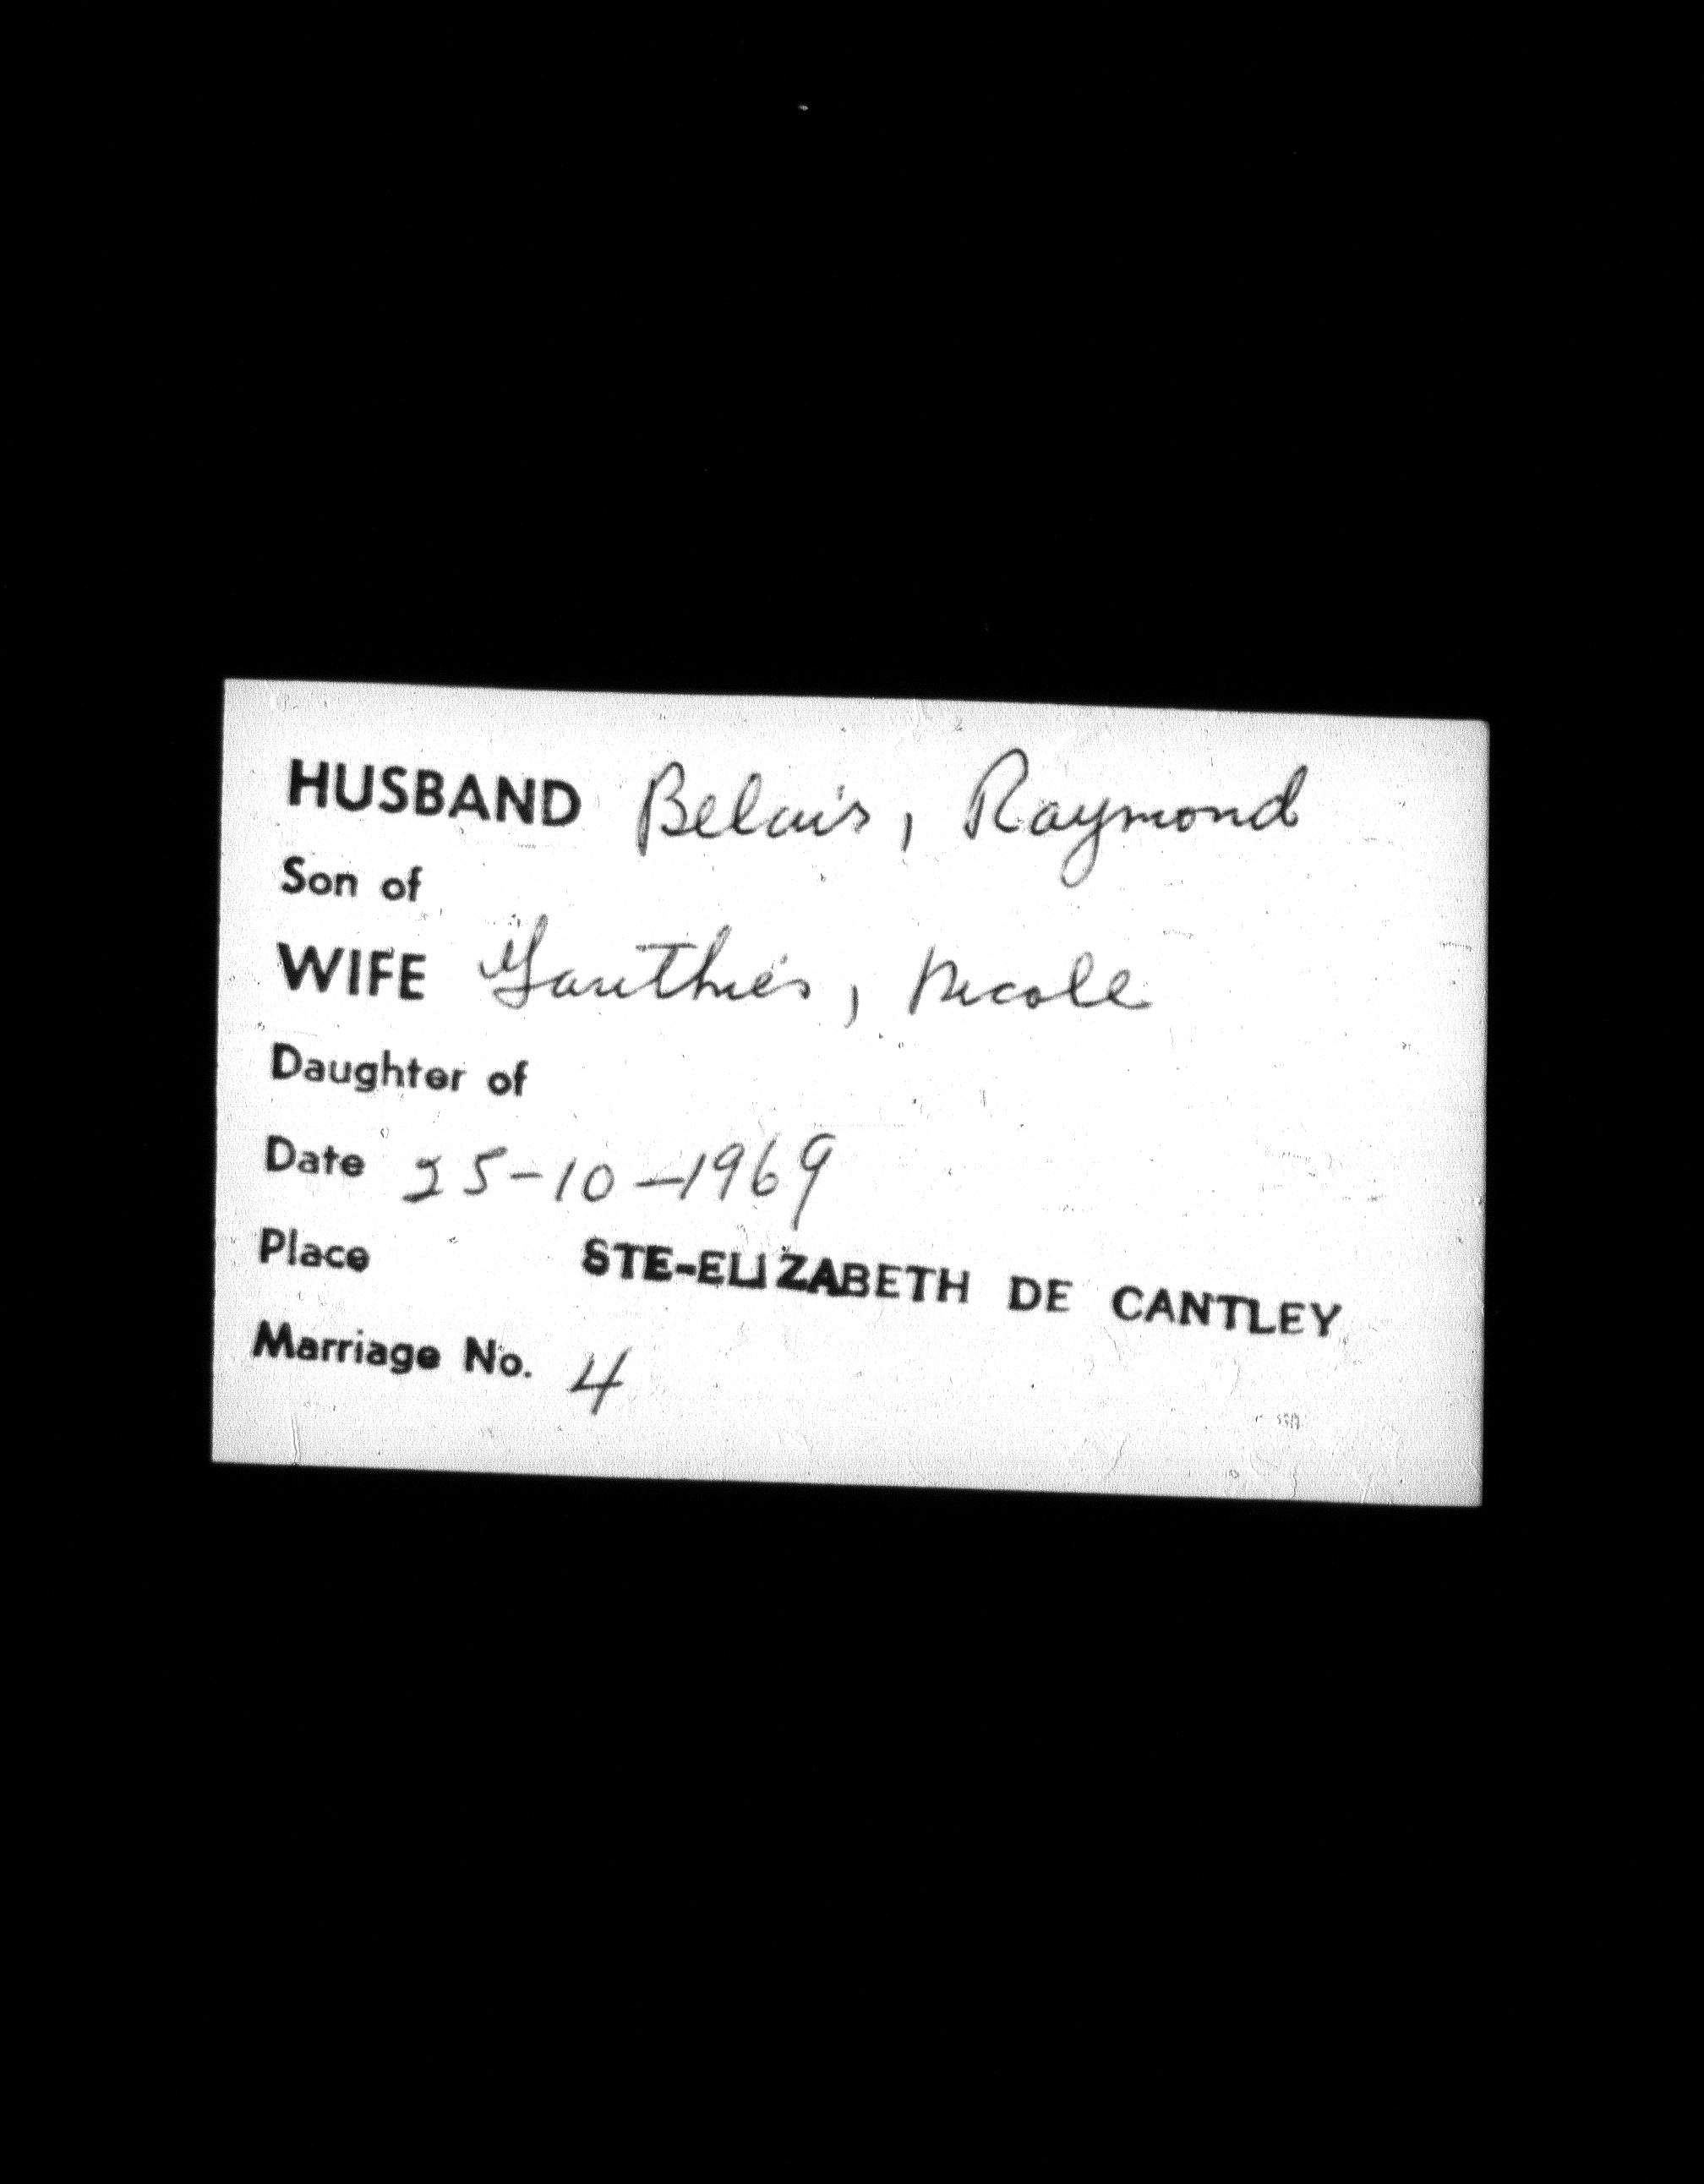 HUSBAND Belair, Raymond
Son of
WIFE Gauthier, Nicole
Daughter of
Date 25-10-1969
Place STE-ELIZABETH DE CANTLEY
Marriage No. 4